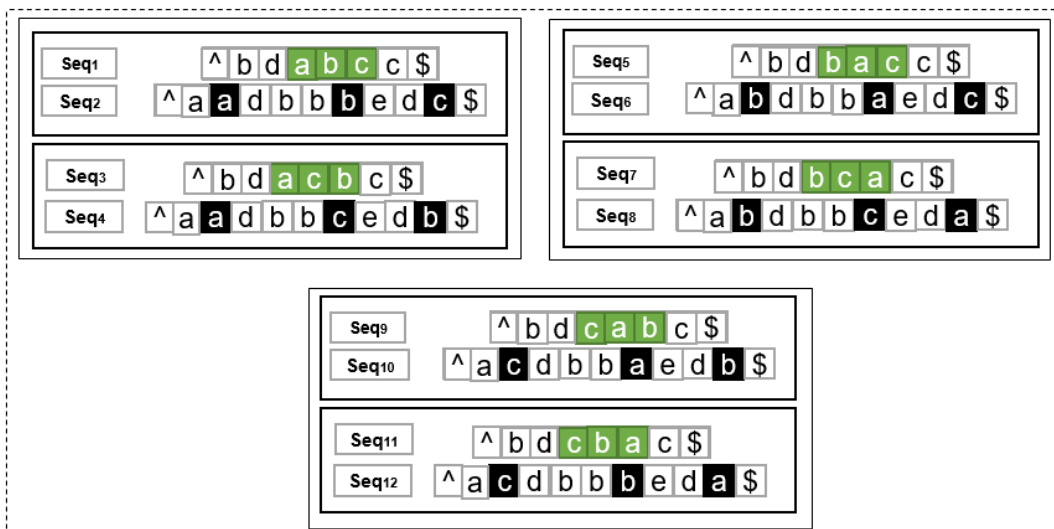 Seq1 ^ b d a b c c $
Seq2 ^ a a d b b b e d c $
Seq3 ^ b d a c b c $
Seq4 ^ a a d b b c e d b $
Seq5 ^ b d b a c c $
Seq6 ^ a b d b b a e d c $
Seq7 ^ b d b c a c $
Seq8 ^ a b d b b c e d a $
Seq9 ^ b d c a b c $
Seq10 ^ a c d b b a e d b $
Seq11 ^ b d c b a c $
Seq12 ^ a c d b b b e d a $